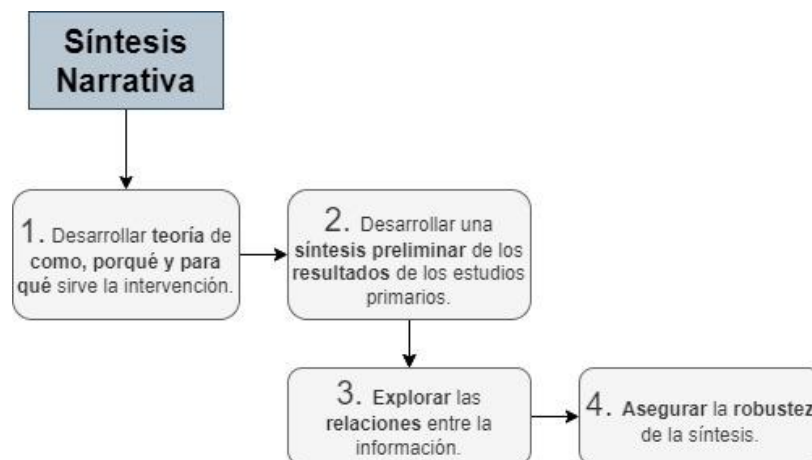 Síntesis
Narrativa
1. Desarrollar teoría de
como, porqué y para
qué sirve la intervención.
2. Desarrollar una
síntesis preliminar de los
resultados de los estudios
primarios.
3. Explorar las
relaciones entre la
información.
4. Asegurar la robustez
de la síntesis.